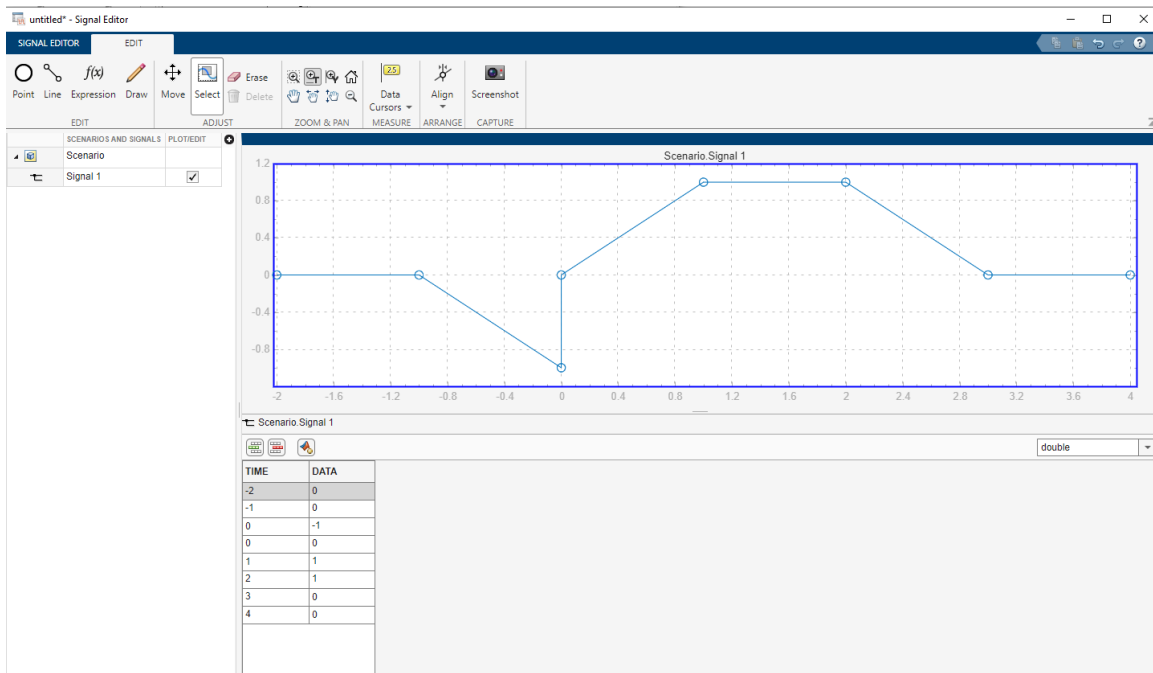 untitled* - Signal Editor
SIGNAL EDITOR EDIT
Point Line f(x) Expression Draw Move Select Erase Delete 2.5 Data Cursors Align Screenshot
EDIT ADJUST ZOOM & PAN MEASURE ARRANGE CAPTURE
SCENARIOS AND SIGNALS PLOT/EDIT
Scenario
Signal 1
Scenario.Signal 1
1.2
0.8
0.4
0
-0.4
-0.8
-2 -1.6 -1.2 -0.8 -0.4 0 0.4 0.8 1.2 1.6 2 2.4 2.8 3.2 3.6 4
Scenario.Signal 1
double
TIME DATA
-2 0
-1 0
0 -1
0 0
1 1
2 1
3 0
4 0